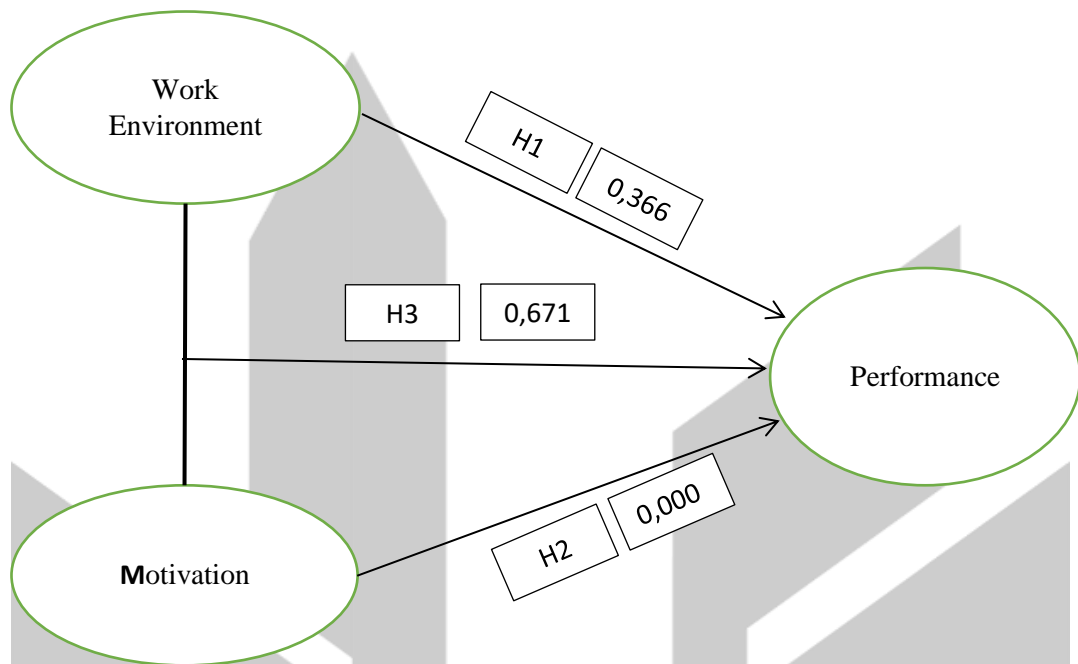 Work
Environment
H1
0,366
H3
0,671
Performance
H2
0,000
Motivation